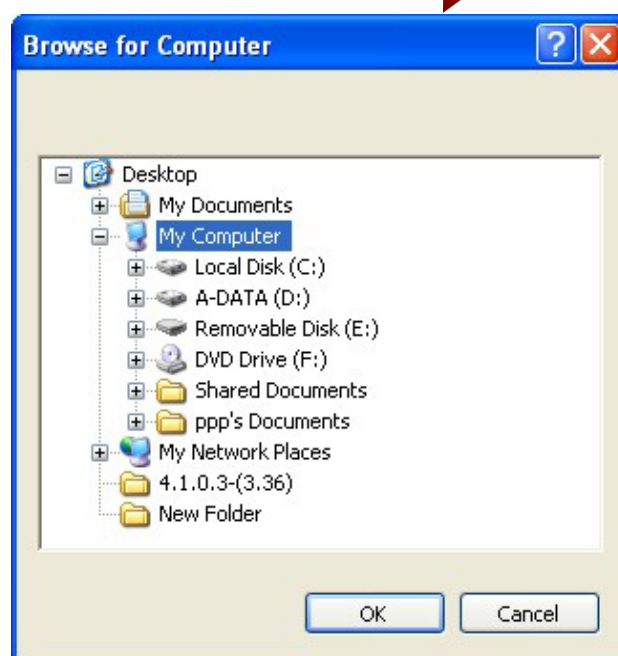 Browse for Computer
Desktop
My Documents
My Computer
Local Disk (C:)
A-DATA (D:)
Removable Disk (E:)
DVD Drive (F:)
Shared Documents
ppp's Documents
My Network Places
4.1.0.3-(3.36)
New Folder
OK Cancel